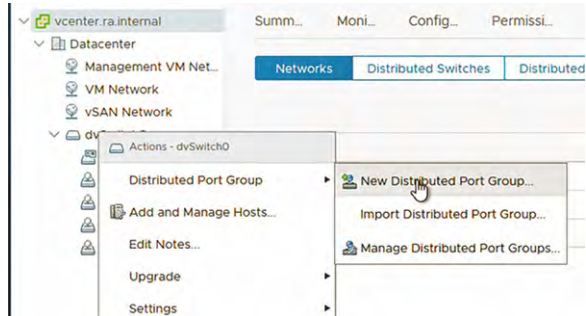 vcenter.ra.internal
Summ... Moni... Config... Permissi...
Datacenter
Management VM Net...
Networks Distributed Switches Distributed
VM Network
vSAN Network
Actions - dvSwitch0
Distributed Port Group
New Distributed Port Group...
Add and Manage Hosts...
Import Distributed Port Group...
Edit Notes...
Manage Distributed Port Groups...
Upgrade
Settings